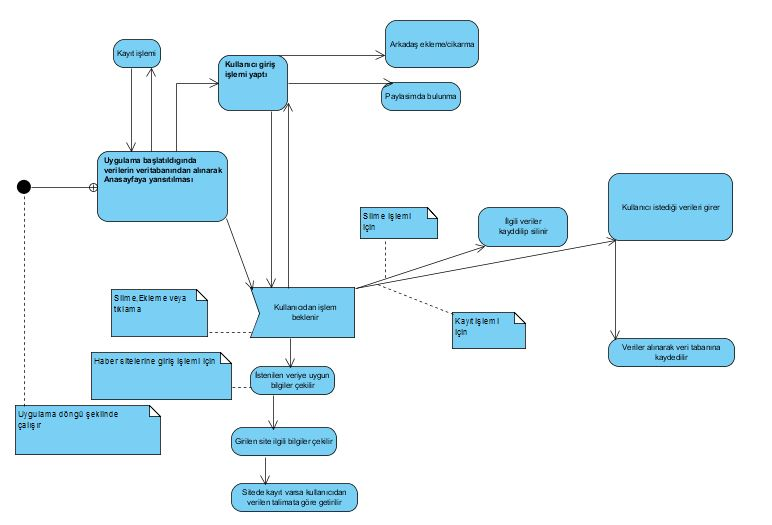 Kayıt işlemi
Kullanıcı giriş
işlemi yaptı
Arkadaş ekleme/cikarma
Paylasimda bulunma
Uygulama başlatıldıgında
verilerin veritabanından alınarak
Anasayfaya yansıtılması
Silme işlemi
için
İlgili veriler
kayddilip silinir
Kullanıcı istediği verileri girer
Silme,Ekleme veya
tıklama
Kullanıcıdan işlem
beklenir
Kayıt işlemi
için
Veriler alınarak veri tabanına
kaydedilir
Haber sitelerine giriş işlemi için
İstenilen veriye uygun
bilgiler çekilir
Uygulama döngü şeklinde
çalışır
Girilen site ilgili bilgiler çekilir
Sitede kayıt varsa kullanıcıdan
verilen talimata göre getirilir